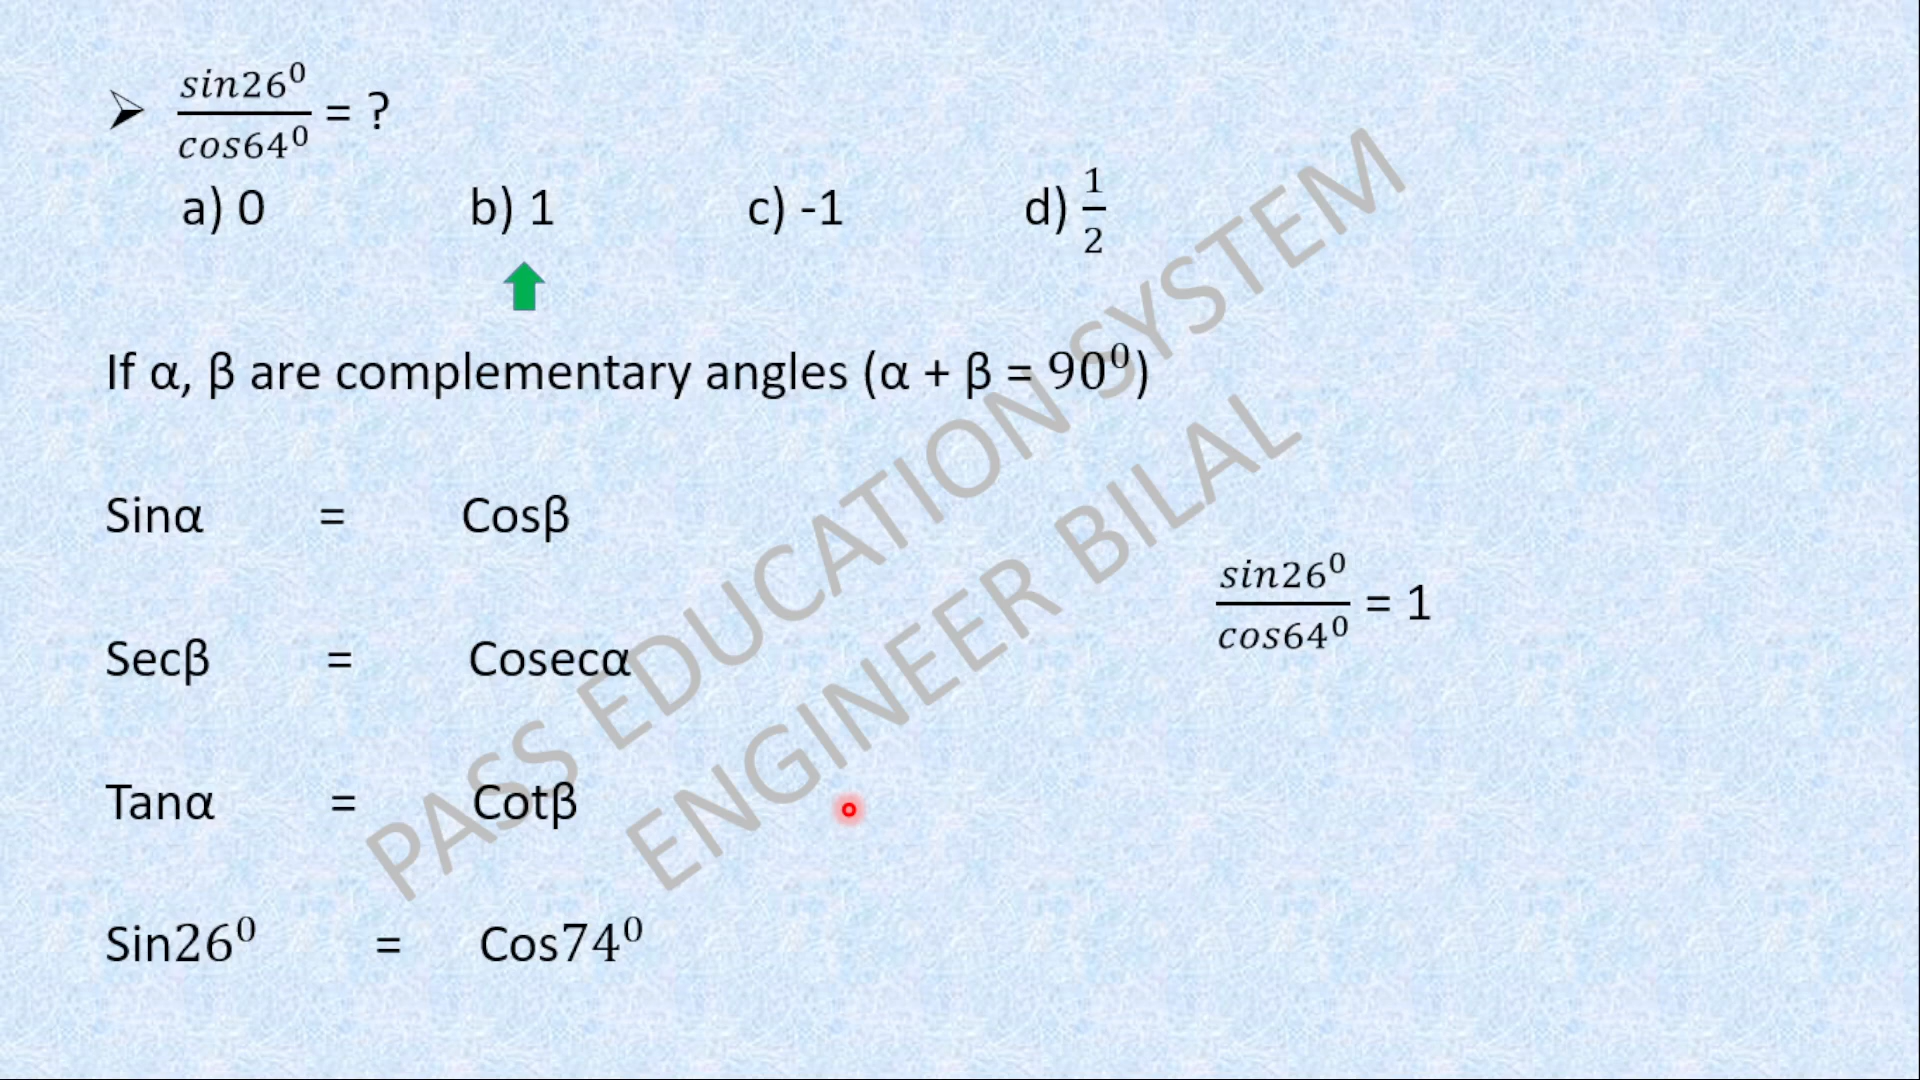 ➢ sin26⁰/cos64⁰ = ?
a) 0 b) 1 c) -1 d) 1/2
If α, β are complementary angles (α + β = 90⁰)
Sinα = Cosβ
sin26⁰/cos64⁰ = 1
Secβ = Cosecα
Tanα = Cotβ
Sin26⁰ = Cos74⁰
PASS EDUCATION SYSTEM
ENGINEER BILAL